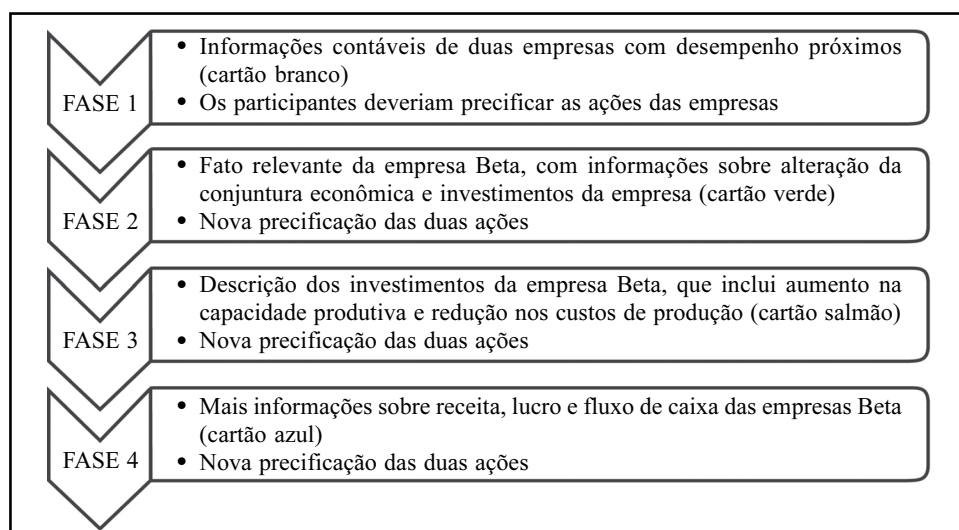 FASE 1
• Informações contáveis de duas empresas com desempenho próximos
(cartão branco)
• Os participantes deveriam precificar as ações das empresas
FASE 2
• Fato relevante da empresa Beta, com informações sobre alteração da
conjuntura econômica e investimentos da empresa (cartão verde)
• Nova precificação das duas ações
FASE 3
• Descrição dos investimentos da empresa Beta, que inclui aumento na
capacidade produtiva e redução nos custos de produção (cartão salmão)
• Nova precificação das duas ações
FASE 4
• Mais informações sobre receita, lucro e fluxo de caixa das empresas Beta
(cartão azul)
• Nova precificação das duas ações